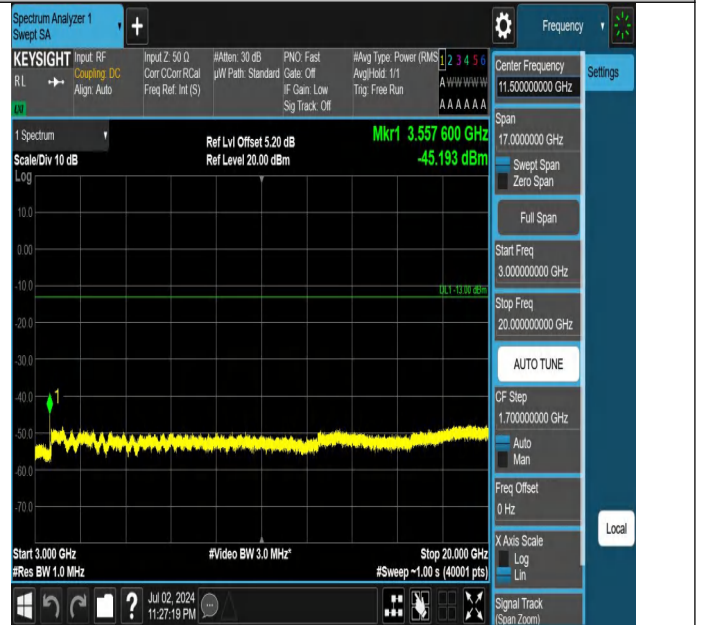 Spectrum Analyzer 1
Swept SA
+
Frequency
KEYSIGHT
RL
LXI
Input: RF
Coupling: DC
Align: Auto
Input Z: 50 Ω
Corr CCorr RCal
Freq Ref: Int (S)
#Atten: 30 dB
µW Path: Standard
PNO: Fast
Gate: Off
IF Gain: Low
Sig Track: Off
#Avg Type: Power (RMS
Avg|Hold: 1/1
Trig: Free Run
1 2 3 4 5 6
A W W W W W
A A A A A A
1 Spectrum
Scale/Div 10 dB
Log
Ref Lvl Offset 5.20 dB
Ref Level 20.00 dBm
Mkr1 3.557 600 GHz
-45.193 dBm
10.0
0.00
-10.0
DL1 -13.00 dBm
-20.0
-30.0
-40.0
1
-50.0
-60.0
-70.0
Start 3.000 GHz
#Res BW 1.0 MHz
#Video BW 3.0 MHz*
Stop 20.000 GHz
#Sweep ~1.00 s (40001 pts)
?
Jul 02, 2024
11:27:19 PM
Center Frequency
11.500000000 GHz
Settings
Span
17.0000000 GHz
Swept Span
Zero Span
Full Span
Start Freq
3.000000000 GHz
Stop Freq
20.000000000 GHz
AUTO TUNE
CF Step
1.700000000 GHz
Auto
Man
Freq Offset
0 Hz
X Axis Scale
Log
Lin
Local
Signal Track
(Span Zoom)